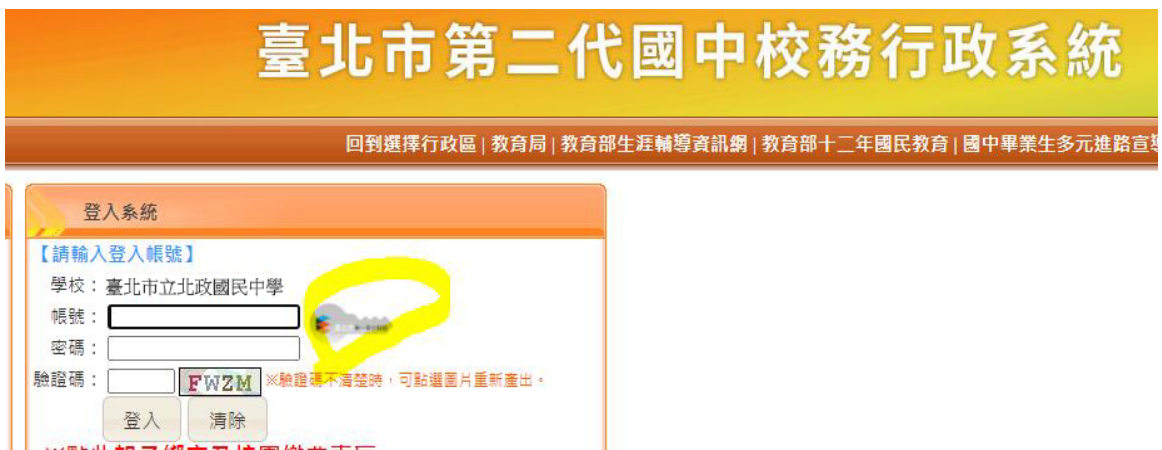 臺北市第二代國中校務行政系統
回到選擇行政區 | 教育局 | 教育部生涯輔導資訊網 | 教育部十二年國民教育 | 國中畢業生多元進路宣導
登入系統
【請輸入登入帳號】
學校：臺北市立北政國民中學
帳號：
密碼：
驗證碼： FWZM ※驗證碼不清楚時，可點選圖片重新產出。
登入 清除